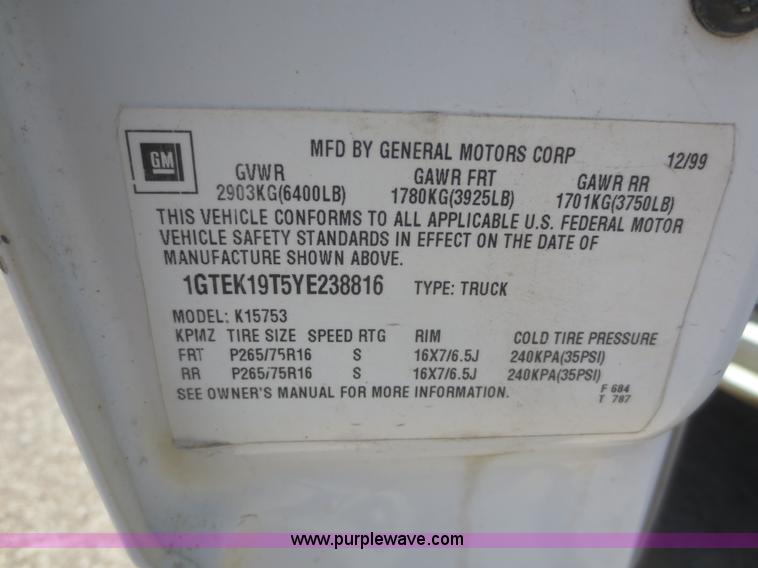 GM
MFD BY GENERAL MOTORS CORP 12/99
GVWR GAWR FRT GAWR RR
2903KG(6400LB) 1780KG(3925LB) 1701KG(3750LB)
THIS VEHICLE CONFORMS TO ALL APPLICABLE U.S. FEDERAL MOTOR
VEHICLE SAFETY STANDARDS IN EFFECT ON THE DATE OF
MANUFACTURE SHOWN ABOVE.
1GTEK19T5YE238816 TYPE: TRUCK
MODEL: K15753
KPMZ TIRE SIZE SPEED RTG RIM COLD TIRE PRESSURE
FRT P265/75R16 S 16X7/6.5J 240KPA(35PSI)
RR P265/75R16 S 16X7/6.5J 240KPA(35PSI)
SEE OWNER'S MANUAL FOR MORE INFORMATION.
F 684
T 787
www.purplewave.com